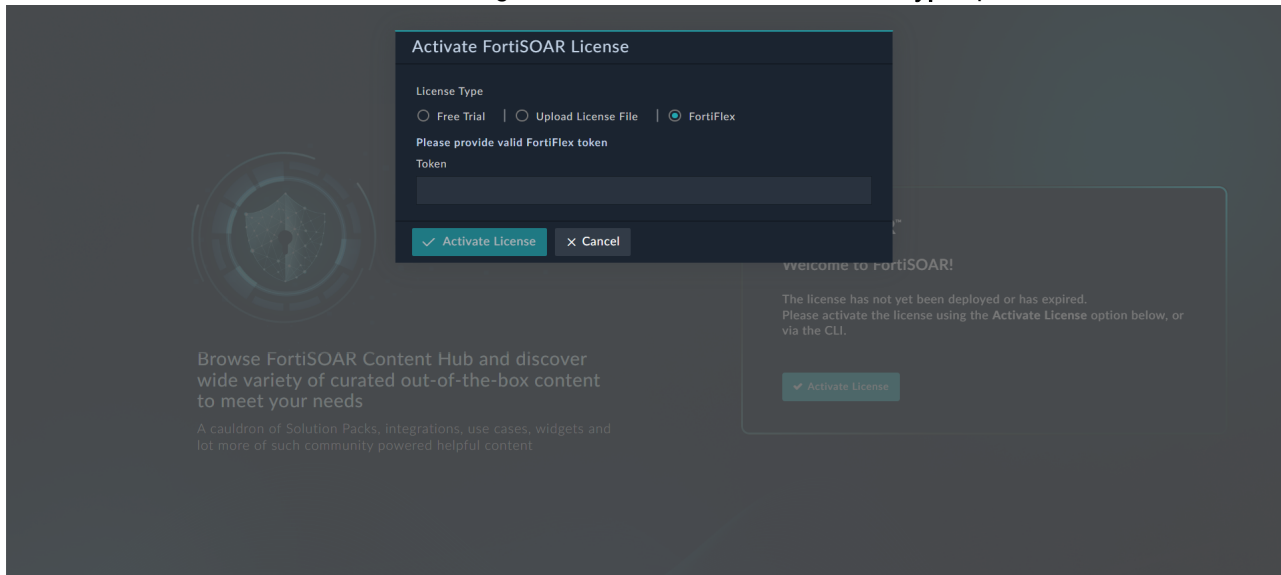 Activate FortiSOAR License
License Type
Free Trial | Upload License File | FortiFlex
Please provide valid FortiFlex token
Token
Activate License
Cancel
Welcome to FortiSOAR!
The license has not yet been deployed or has expired.
Please activate the license using the Activate License option below, or
via the CLI.
Activate License
Browse FortiSOAR Content Hub and discover
wide variety of curated out-of-the-box content
to meet your needs
A cauldron of Solution Packs, integrations, use cases, widgets and
lot more of such community powered helpful content